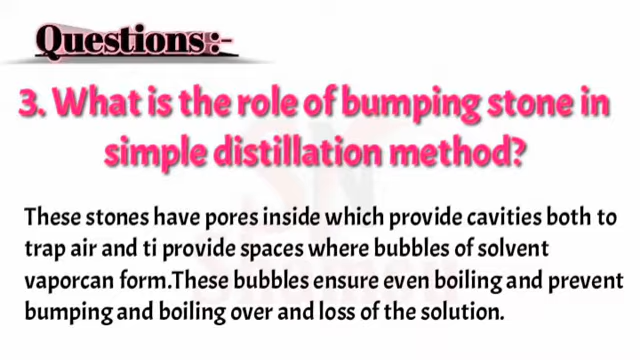 Questions :-
3. What is the role of bumping stone in
simple distillation method?
These stones have pores inside which provide cavities both to
trap air and ti provide spaces where bubbles of solvent
vaporcan form.These bubbles ensure even boiling and prevent
bumping and boiling over and loss of the solution.